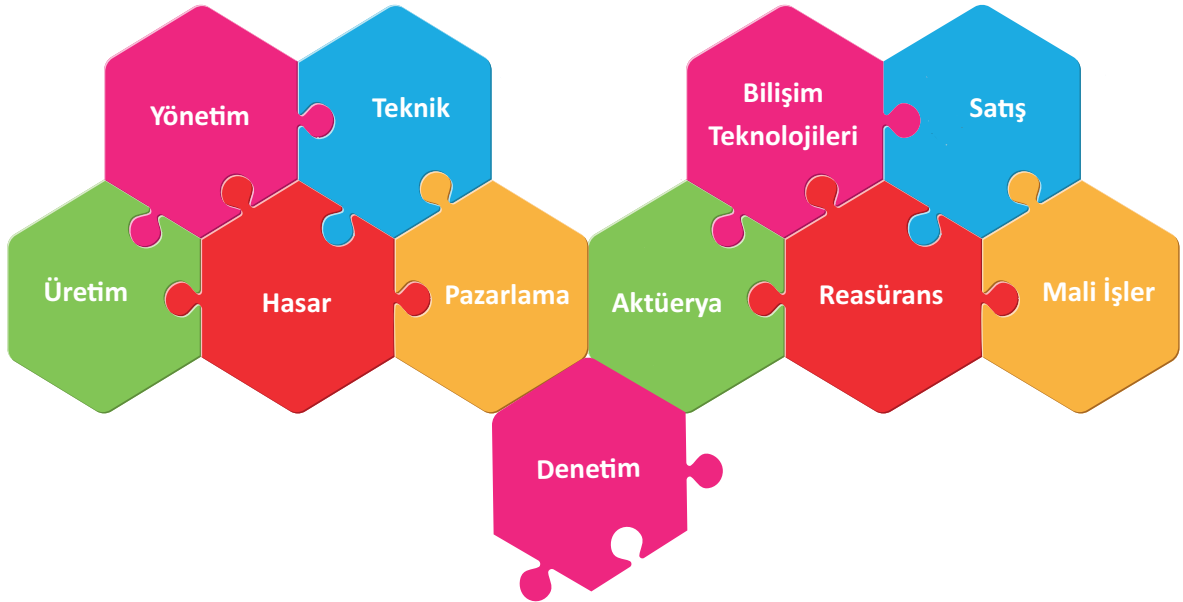 Yönetim
Teknik
Bilişim
Teknolojileri
Satış
Üretim
Hasar
Pazarlama
Aktüerya
Reasürans
Mali İşler
Denetim